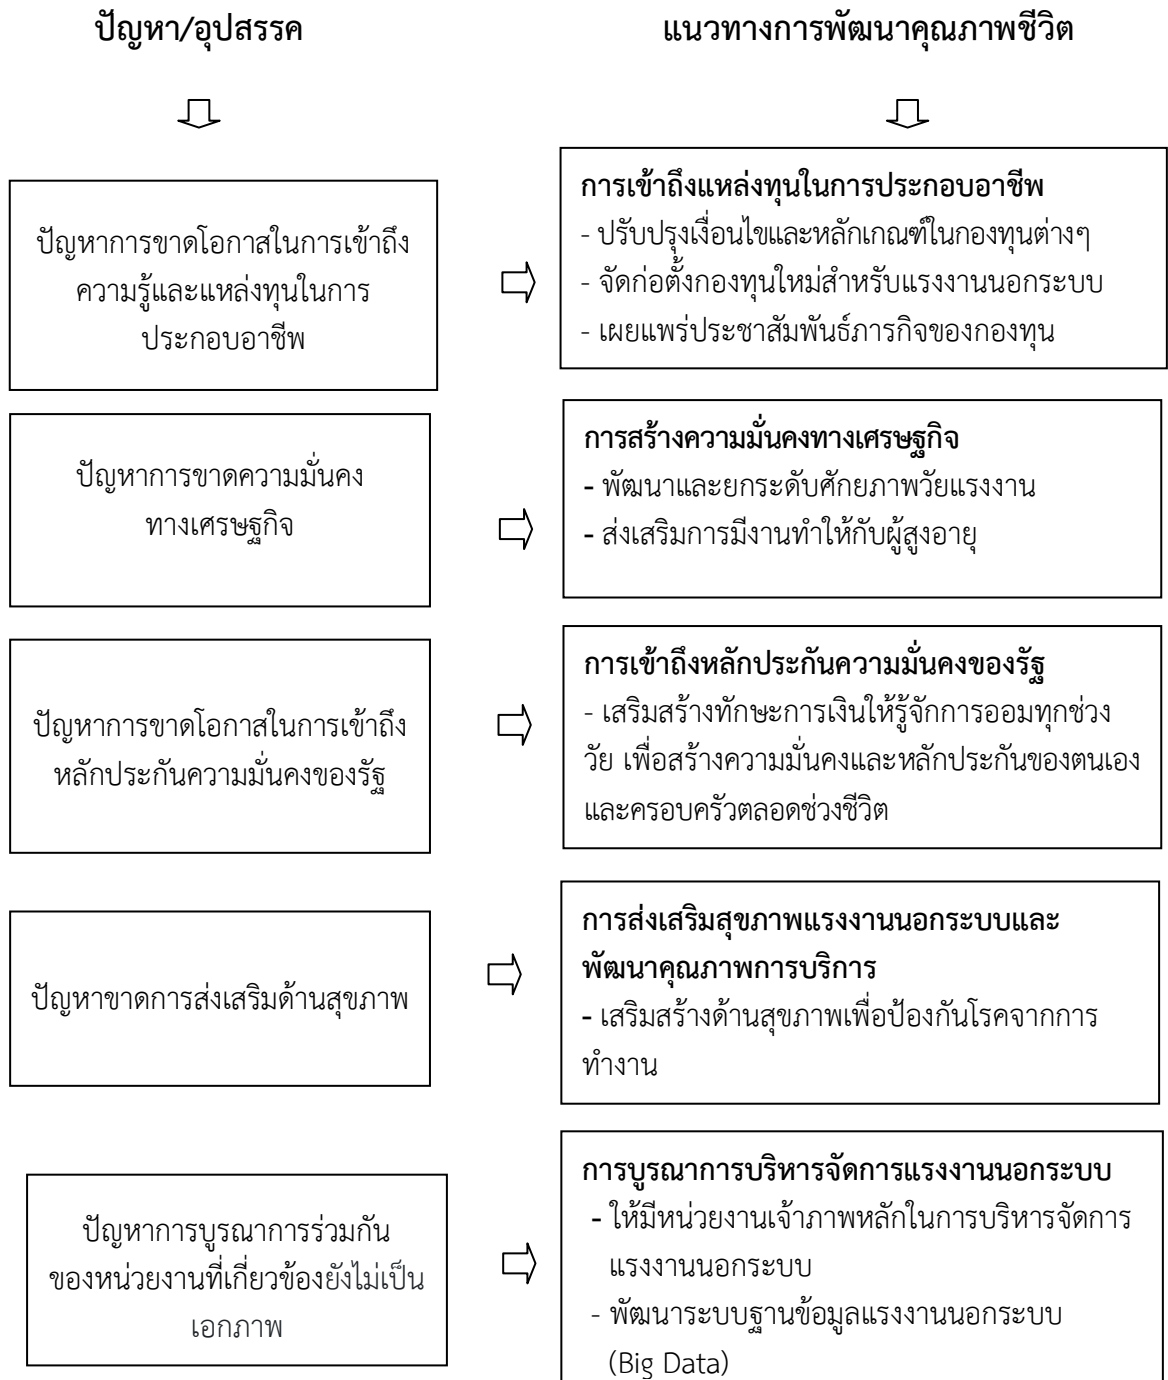 ปัญหา/อุปสรรค
แนวทางการพัฒนาคุณภาพชีวิต
ปัญหาการขาดโอกาสในการเข้าถึง
ความรู้และแหล่งทุนในการ
ประกอบอาชีพ
การเข้าถึงแหล่งทุนในการประกอบอาชีพ
- ปรับปรุงเงื่อนไขและหลักเกณฑ์ในกองทุนต่างๆ
- จัดก่อตั้งกองทุนใหม่สำหรับแรงงานนอกระบบ
- เผยแพร่ประชาสัมพันธ์ภารกิจของกองทุน
ปัญหาการขาดความมั่นคง
ทางเศรษฐกิจ
การสร้างความมั่นคงทางเศรษฐกิจ
- พัฒนาและยกระดับศักยภาพวัยแรงงาน
- ส่งเสริมการมีงานทำให้กับผู้สูงอายุ
ปัญหาการขาดโอกาสในการเข้าถึง
หลักประกันความมั่นคงของรัฐ
การเข้าถึงหลักประกันความมั่นคงของรัฐ
- เสริมสร้างทักษะการเงินให้รู้จักการออมทุกช่วง
วัย เพื่อสร้างความมั่นคงและหลักประกันของตนเอง
และครอบครัวตลอดช่วงชีวิต
ปัญหาขาดการส่งเสริมด้านสุขภาพ
การส่งเสริมสุขภาพแรงงานนอกระบบและ
พัฒนาคุณภาพการบริการ
- เสริมสร้างด้านสุขภาพเพื่อป้องกันโรคจากการ
ทำงาน
ปัญหาการบูรณาการร่วมกัน
ของหน่วยงานที่เกี่ยวข้องยังไม่เป็น
เอกภาพ
การบูรณาการบริหารจัดการแรงงานนอกระบบ
- ให้มีหน่วยงานเจ้าภาพหลักในการบริหารจัดการ
แรงงานนอกระบบ
- พัฒนาระบบฐานข้อมูลแรงงานนอกระบบ
(Big Data)